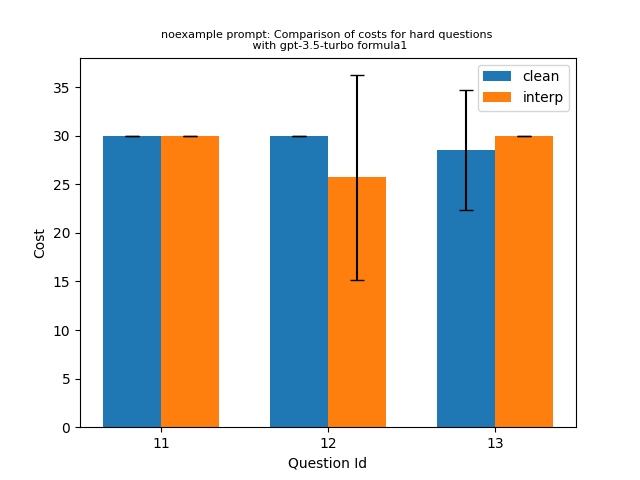 noexample prompt: Comparison of costs for hard questions
with gpt-3.5-turbo formula1
clean
interp
35
30
25
20
15
10
5
0
Cost
11
12
13
Question Id